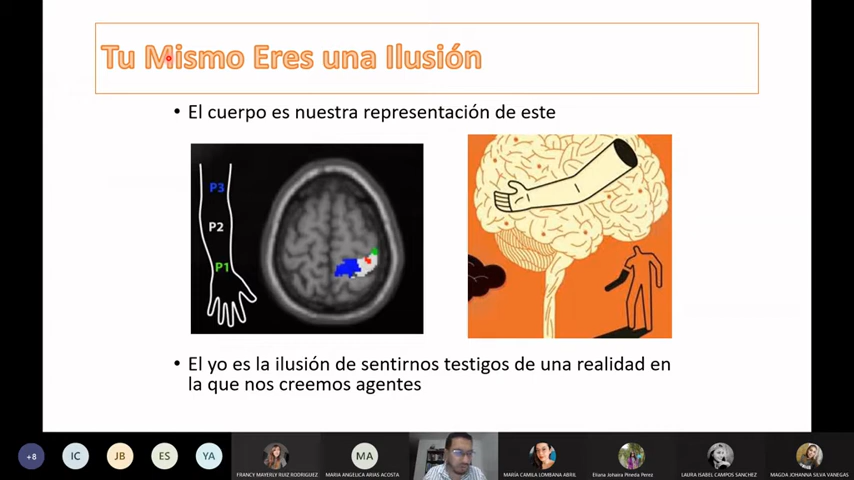 Tu Mismo Eres una Ilusión
• El cuerpo es nuestra representación de este
P3
P2
P1
• El yo es la ilusión de sentirnos testigos de una realidad en
la que nos creemos agentes
+8
IC
JB
ES
YA
FRANCY MAYERLY RUIZ RODRIGUEZ
MA
MARIA ANGELICA ARIAS ACOSTA
MARÍA CAMILA LOMBANA ABRIL
Eliana Johaira Pineda Perez
LAURA ISABEL CAMPOS SANCHEZ
MAGDA JOHANNA SILVA VANEGAS